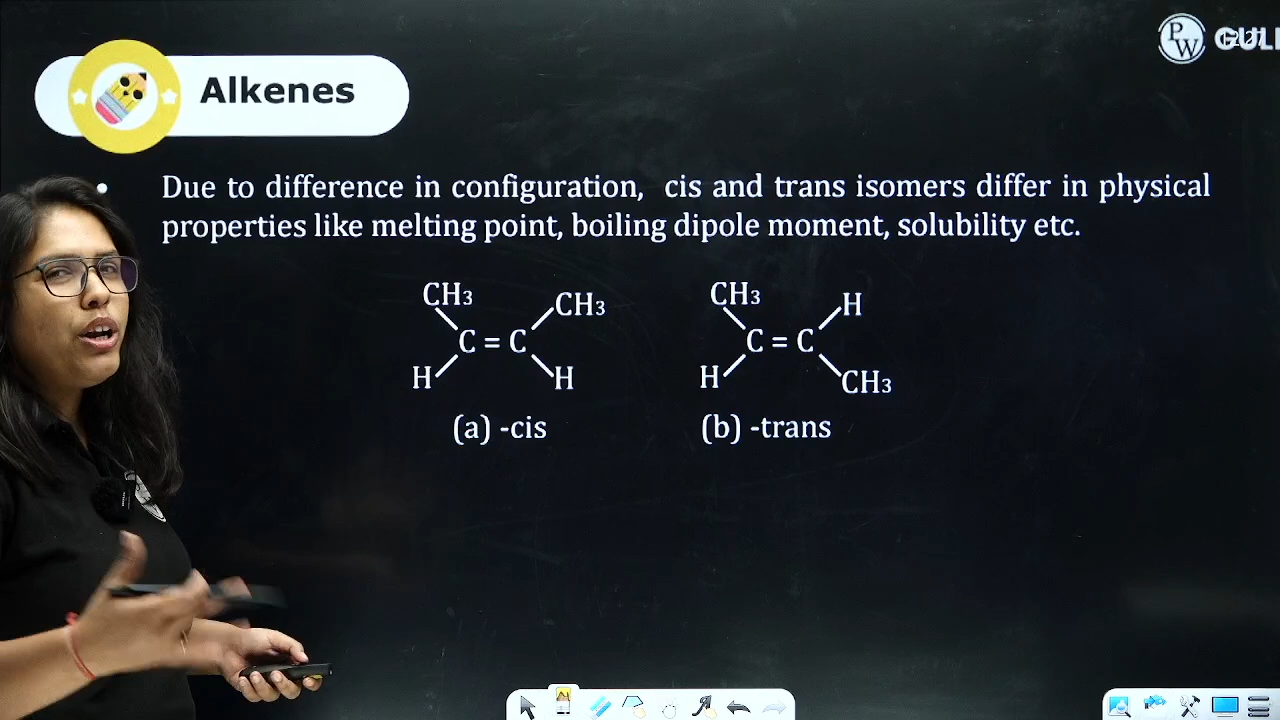 PW
Alkenes
• Due to difference in configuration, cis and trans isomers differ in physical
properties like melting point, boiling dipole moment, solubility etc.
CH3 CH3
C = C
H H
(a) -cis
CH3 H
C = C
H CH3
(b) -trans